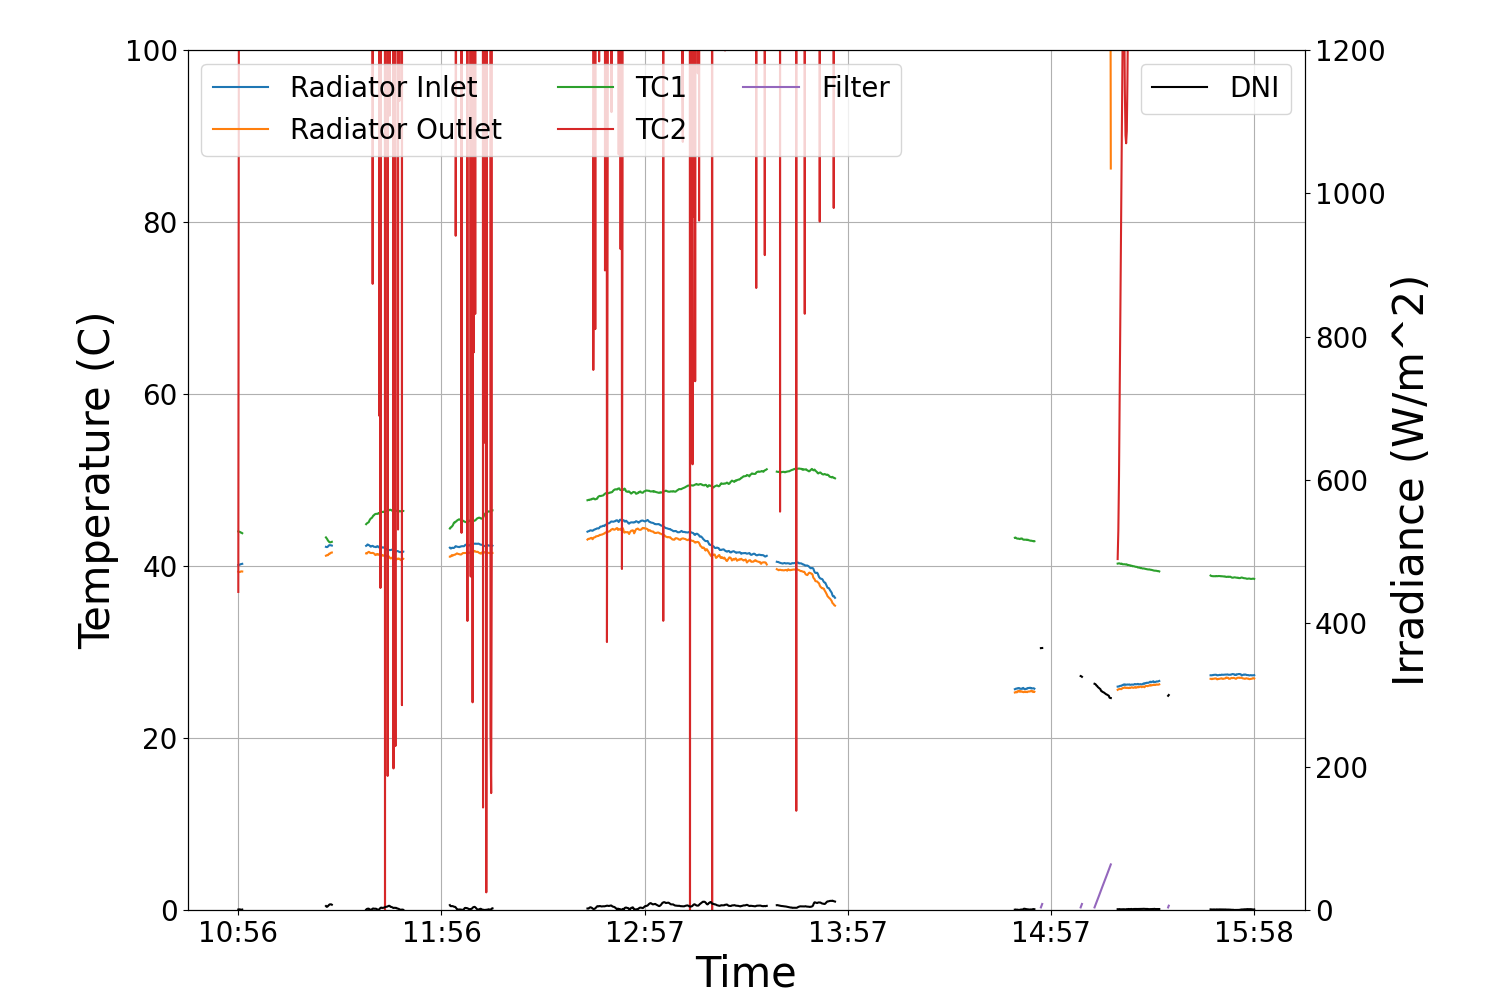 100
80
60
40
20
0
Temperature (C)
Radiator Inlet
Radiator Outlet
TC1
TC2
Filter
DNI
1200
1000
800
600
400
200
0
Irradiance (W/m^2)
10:56
11:56
12:57
13:57
14:57
15:58
Time